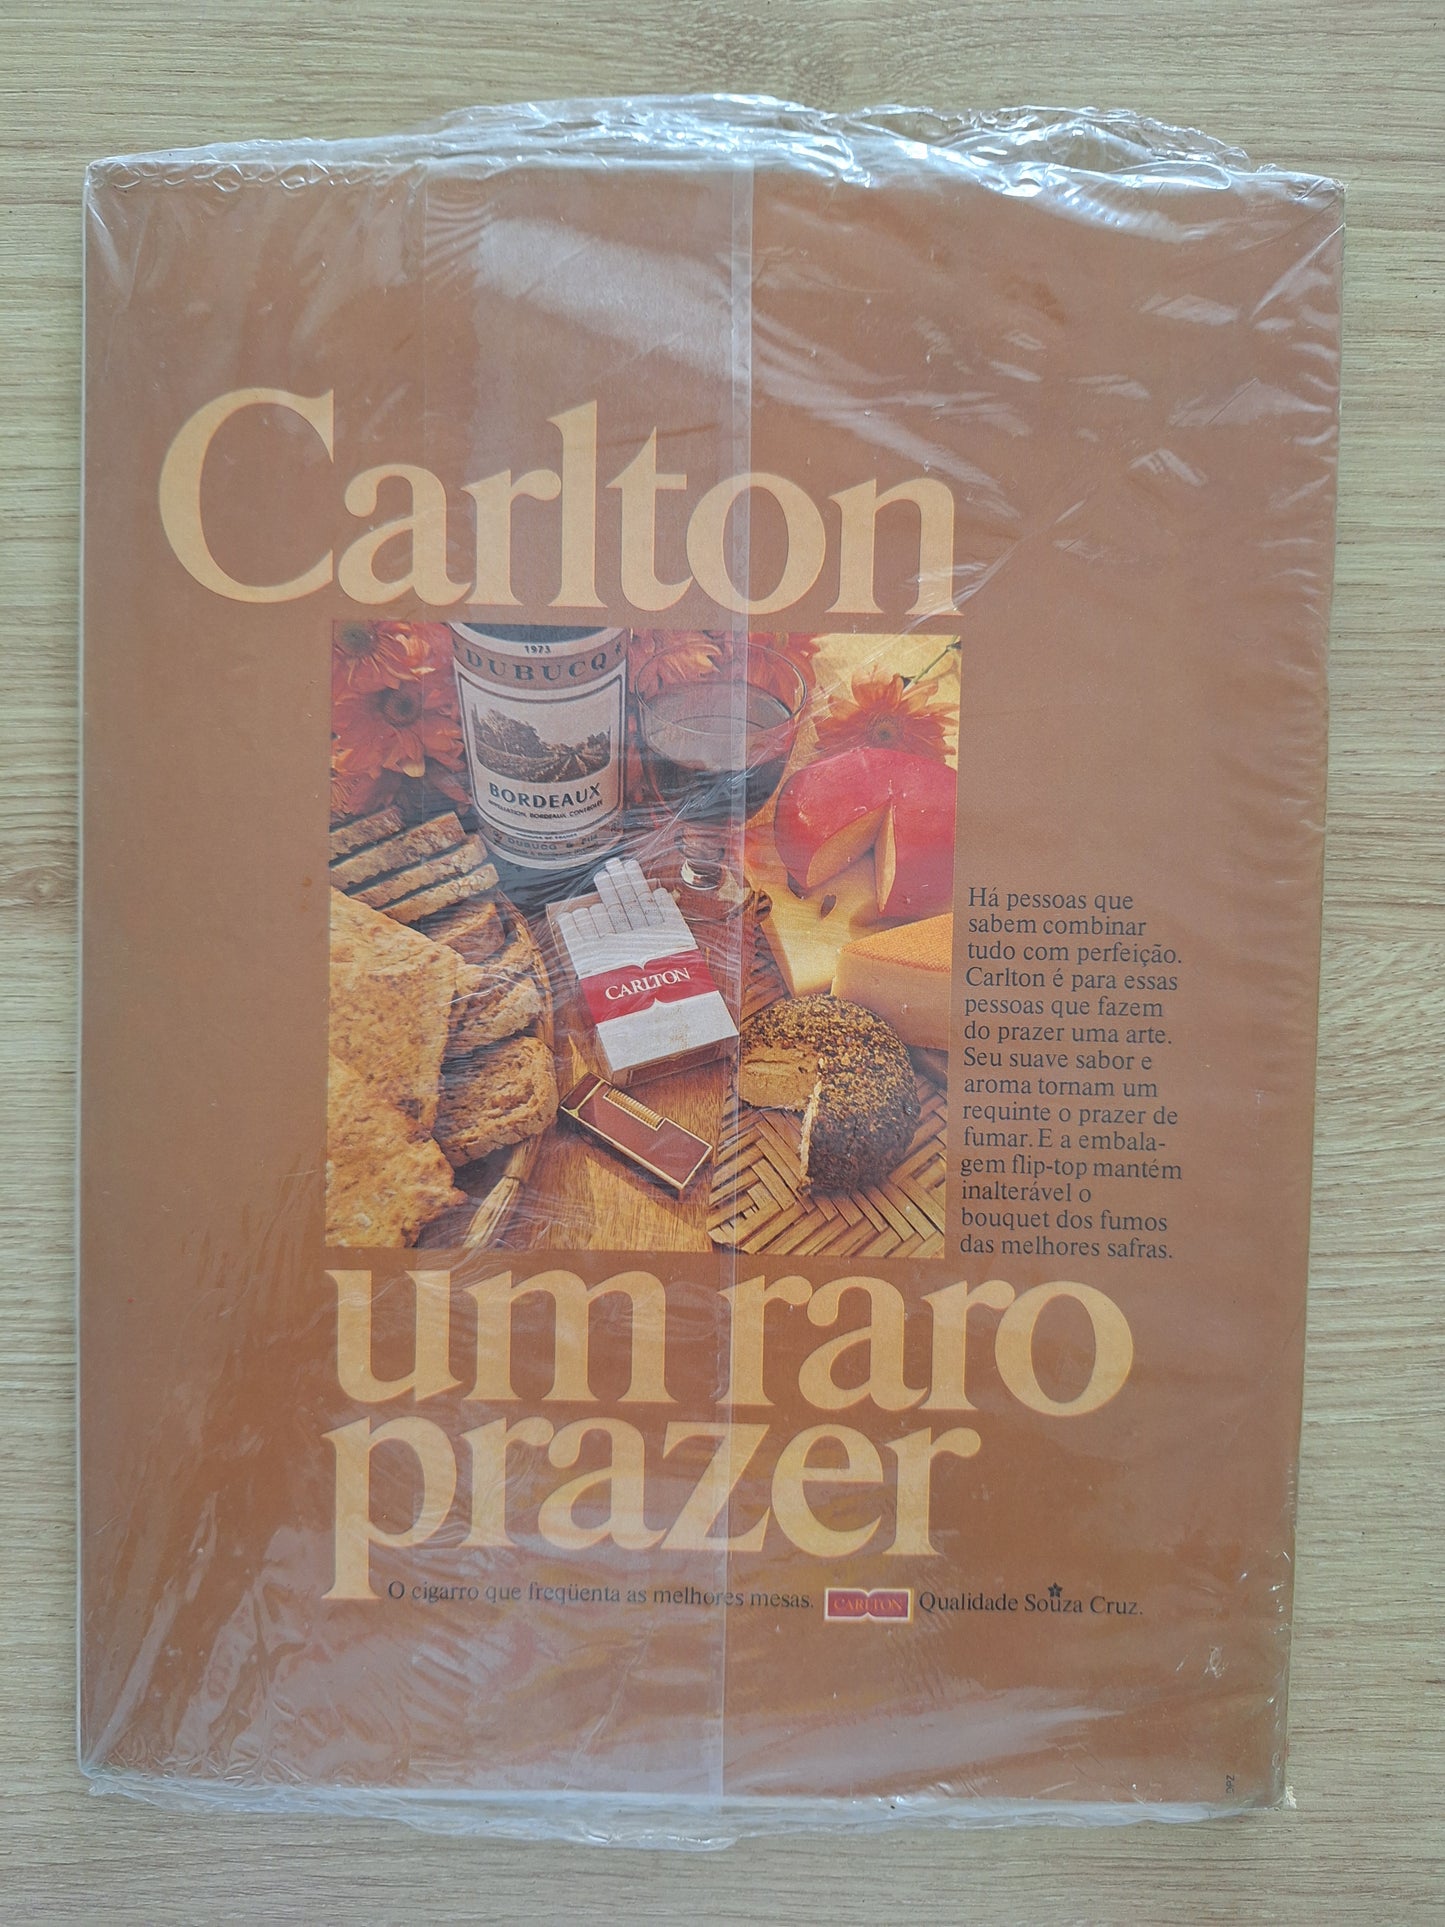 Carlton
1973
DUBUCQ
BORDEAUX
APPELLATION BORDEAUX CONTRÔLÉE
CARLTON
Há pessoas que
sabem combinar
tudo com perfeição.
Carlton é para essas
pessoas que fazem
do prazer uma arte.
Seu suave sabor e
aroma tornam um
requinte o prazer de
fumar. E a embala-
gem flip-top mantém
inalterável o
bouquet dos fumos
das melhores safras.
um raro
prazer
O cigarro que freqüenta as melhores mesas. CARLTON Qualidade Souza Cruz.